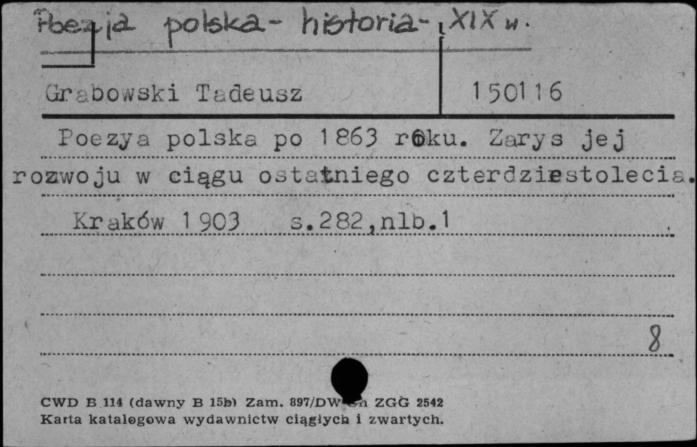 Poezja polska - historia - XIX w.
Grabowski Tadeusz 150116
Poezya polska po 1863 roku. Zarys jej
rozwoju w ciągu ostatniego czterdziestolecia.
Kraków 1903 s.282,nlb.1
8
CWD B 114 (dawny B 15b) Zam. 897/DW ZGG 2542
Karta katalogowa wydawnictw ciągłych i zwartych.